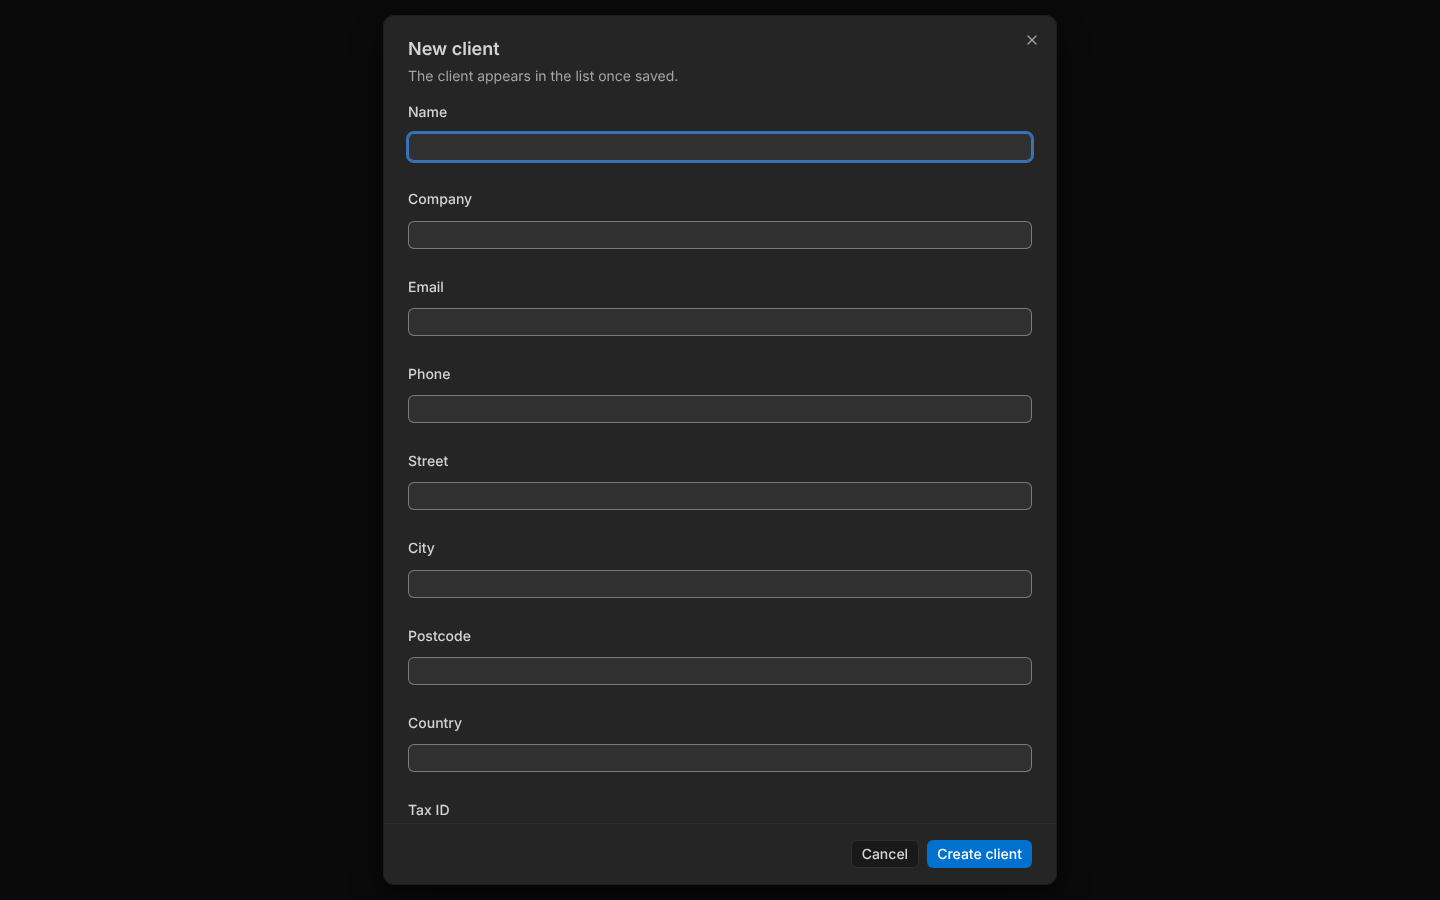 New client
The client appears in the list once saved.
Name
Company
Email
Phone
Street
City
Postcode
Country
Tax ID
Cancel
Create client